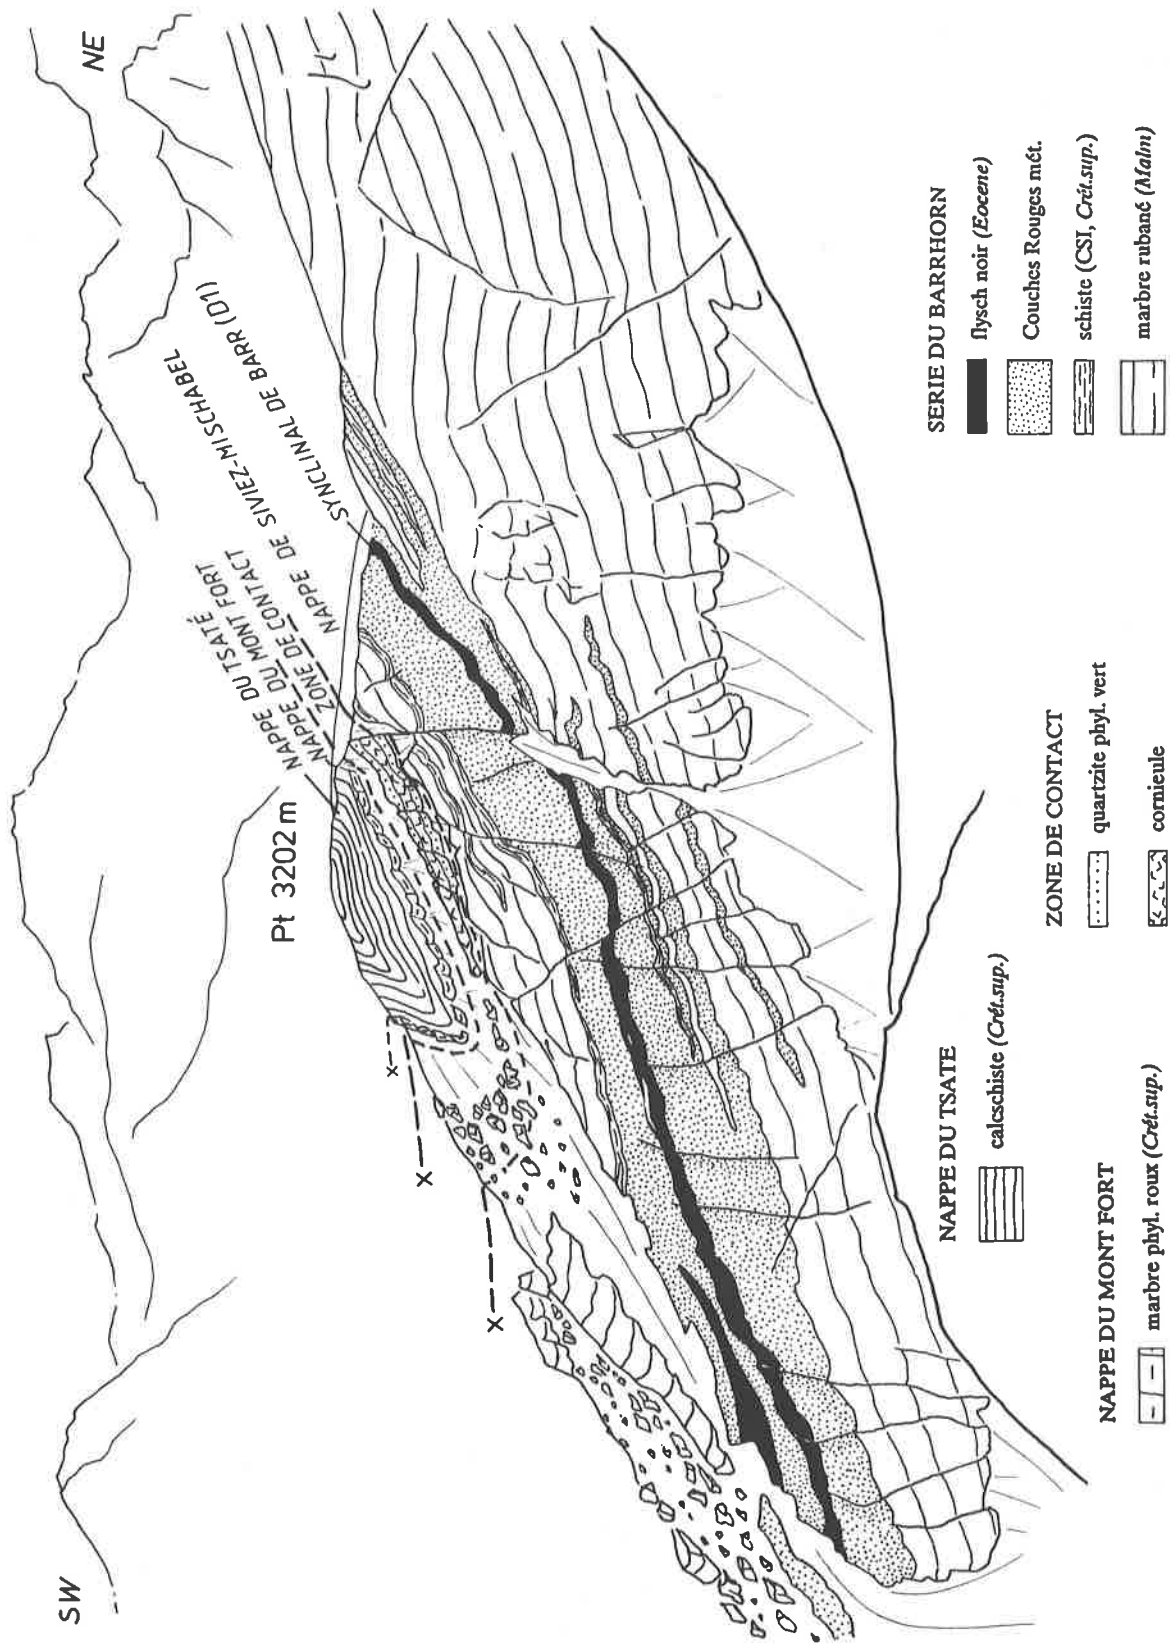 SW
NE
Pt 3202 m
NAPPE DU TSATÉ
NAPPE DU MONT FORT
ZONE DE CONTACT
NAPPE DE SIVIEZ-MISCHABEL
SYNCLINAL DE BARR (D1)
x
x
x
NAPPE DU MONT FORT
marbre phyl. roux (Crét.sup.)
NAPPE DU TSATE
calcschiste (Crét.sup.)
ZONE DE CONTACT
quartzite phyl. vert
cornieule
SERIE DU BARRHORN
flysch noir (Eocene)
Couches Rouges mét.
schiste (CSI, Crét.sup.)
marbre rubané (Malm)